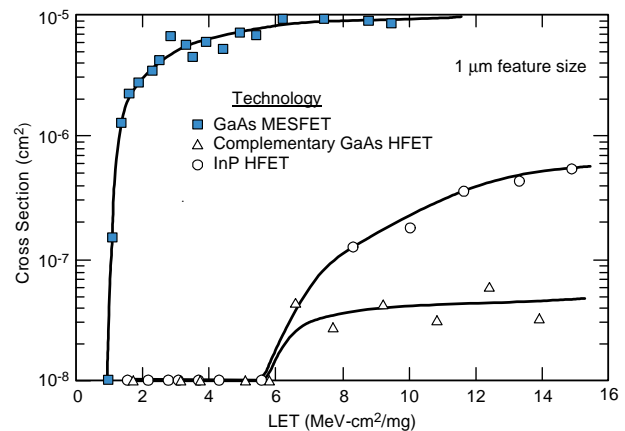 10-5
10-6
10-7
10-8
Cross Section (cm2)
1 μm feature size
Technology
GaAs MESFET
Complementary GaAs HFET
InP HFET
0 2 4 6 8 10 12 14 16
LET (MeV-cm2/mg)